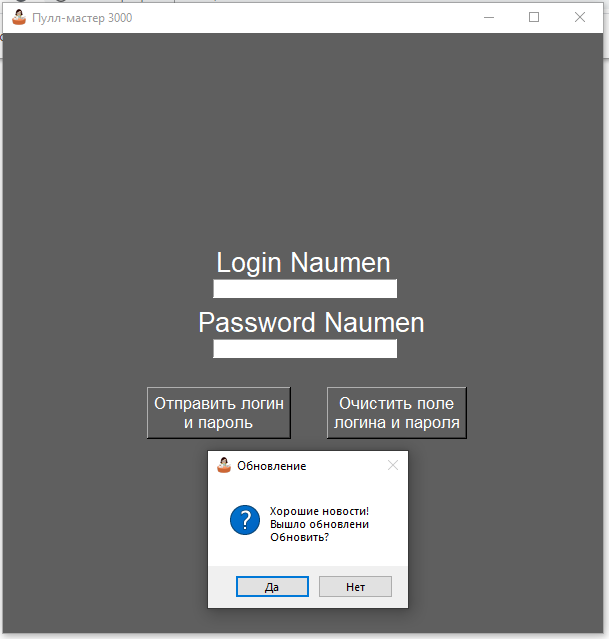 Пулл-мастер 3000
Login Naumen
Password Naumen
Отправить логин
и пароль
Очистить поле
логина и пароля
Обновление
Хорошие новости!
Вышло обновлени
Обновить?
Да
Нет